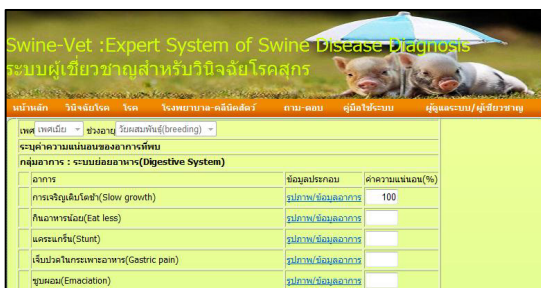 Swine-Vet :Expert System of Swine Disease Diagnosis
ระบบผู้เชี่ยวชาญสำหรับวินิจฉัยโรคสุกร
หน้าหลัก วินิจฉัยโรค โรค โรงพยาบาล-คลีนิคสัตว์ ถาม-ตอบ คู่มือใช้ระบบ ผู้ดูแลระบบ/ผู้เชี่ยวชาญ
เพศ เพศเมีย ช่วงอายุ วัยผสมพันธุ์(breeding)
ระบุค่าความแน่นอนของอาการที่พบ
กลุ่มอาการ : ระบบย่อยอาหาร(Digestive System)
อาการ ข้อมูลประกอบ ค่าความแน่นอน(%)
การเจริญเติบโตช้า(Slow growth) รูปภาพ/ข้อมูลอาการ 100
กินอาหารน้อย(Eat less) รูปภาพ/ข้อมูลอาการ
แคระแกร็น(Stunt) รูปภาพ/ข้อมูลอาการ
เจ็บปวดในกระเพาะอาหาร(Gastric pain) รูปภาพ/ข้อมูลอาการ
ซูบผอม(Emaciation) รูปภาพ/ข้อมูลอาการ